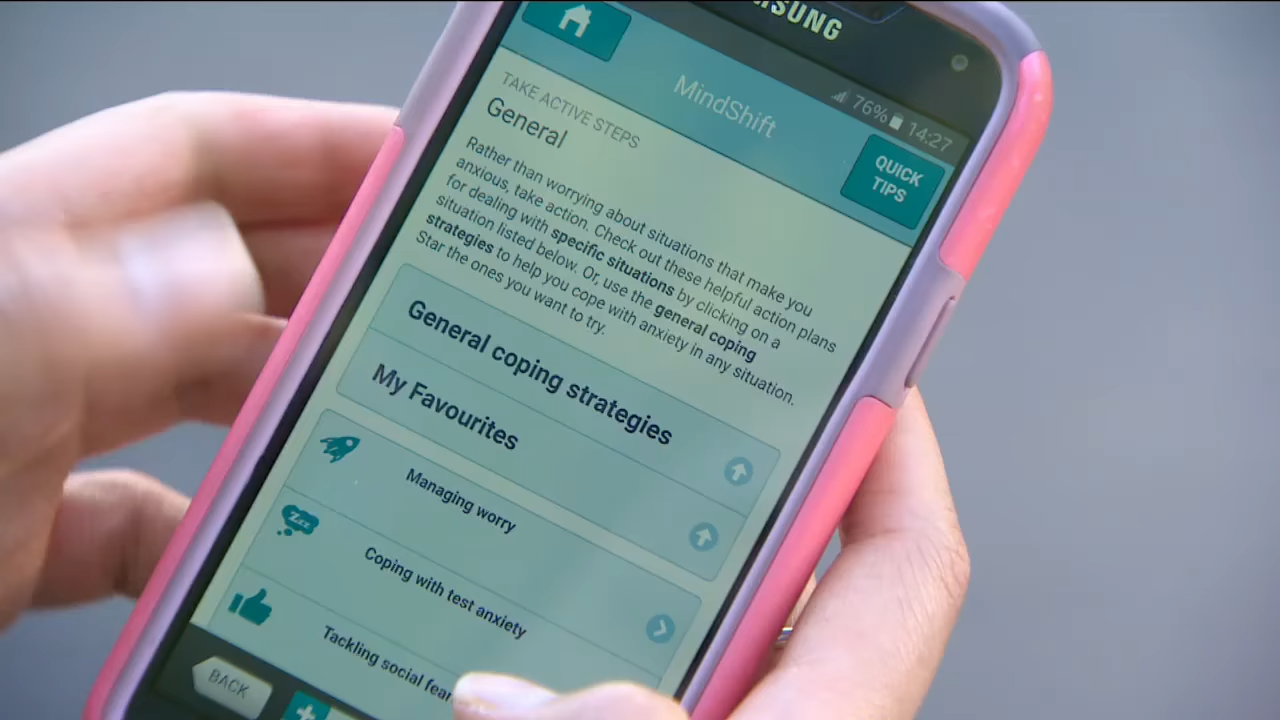 SUNG
76% 14:27
MindShift
QUICK
TIPS
TAKE ACTIVE STEPS
General
Rather than worrying about situations that make you
anxious, take action. Check out these helpful action plans
for dealing with specific situations by clicking on a
situation listed below. Or, use the general coping
strategies to help you cope with anxiety in any situation.
Star the ones you want to try.
General coping strategies
My Favourites
Managing worry
Zzz
Coping with test anxiety
Tackling social fear
BACK